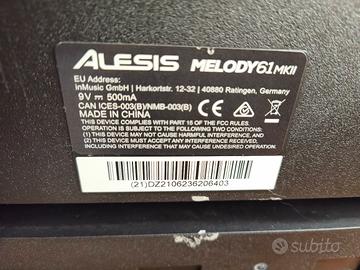 ALESIS MELODY61MKII
EU Address:
inMusic GmbH | Harkortstr. 12-32 | 40880 Ratingen, Germany
9V ⎓ 500mA
CAN ICES-003(B)/NMB-003(B)
MADE IN CHINA
THIS DEVICE COMPLIES WITH PART 15 OF THE FCC RULES.
OPERATION IS SUBJECT TO THE FOLLOWING CONDITIONS:
(1) THIS DEVICE MAY NOT CAUSE HARMFUL INTERFERENCE, AND
(2) THIS DEVICE MUST ACCEPT ANY INTERFERENCE RECEIVED,
INCLUDING INTERFERENCE THAT MAY CAUSE UNDESIRED OPERATION.
(21)DZ2106236206403
subito